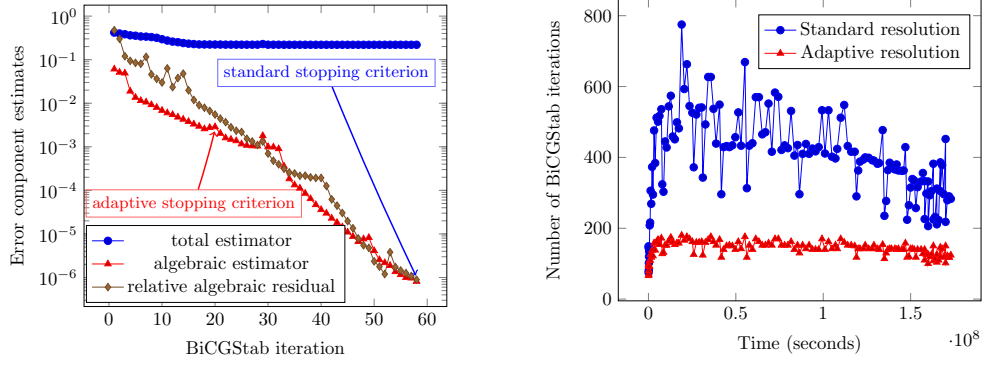 Error component estimates
10^0
10^−1
10^−2
10^−3
10^−4
10^−5
10^−6
standard stopping criterion
adaptive stopping criterion
total estimator
algebraic estimator
relative algebraic residual
0 10 20 30 40 50 60
BiCGStab iteration
Number of BiCGStab iterations
800
600
400
200
0
Standard resolution
Adaptive resolution
0 0.5 1 1.5
Time (seconds)
·10^8